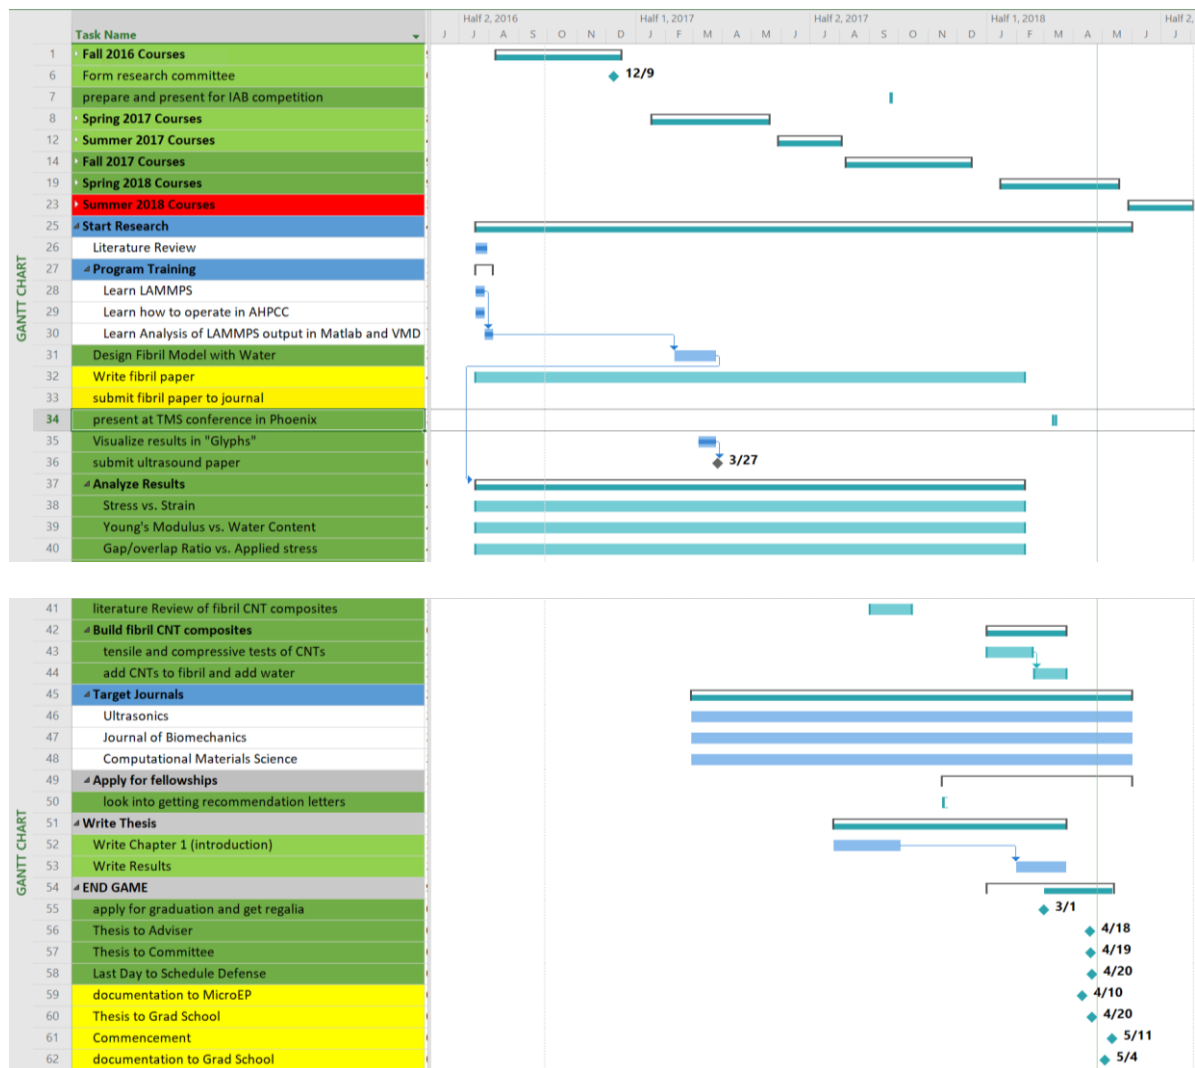 Half 2, 2016 Half 1, 2017 Half 2, 2017 Half 1, 2018 Half 2,
Task Name J J A S O N D J F M A M J J A S O N D J F M A M J J
1 Fall 2016 Courses
6 Form research committee 12/9
7 prepare and present for IAB competition
8 Spring 2017 Courses
12 Summer 2017 Courses
14 Fall 2017 Courses
19 Spring 2018 Courses
23 Summer 2018 Courses
25 Start Research
26 Literature Review
27 Program Training
28 Learn LAMMPS
29 Learn how to operate in AHPCC
30 Learn Analysis of LAMMPS output in Matlab and VMD
31 Design Fibril Model with Water
32 Write fibril paper
33 submit fibril paper to journal
34 present at TMS conference in Phoenix
35 Visualize results in "Glyphs"
36 submit ultrasound paper 3/27
37 Analyze Results
38 Stress vs. Strain
39 Young's Modulus vs. Water Content
40 Gap/overlap Ratio vs. Applied stress
GANTT CHART
41 literature Review of fibril CNT composites
42 Build fibril CNT composites
43 tensile and compressive tests of CNTs
44 add CNTs to fibril and add water
45 Target Journals
46 Ultrasonics
47 Journal of Biomechanics
48 Computational Materials Science
49 Apply for fellowships
50 look into getting recommendation letters
51 Write Thesis
52 Write Chapter 1 (introduction)
53 Write Results
54 END GAME
55 apply for graduation and get regalia 3/1
56 Thesis to Adviser 4/18
57 Thesis to Committee 4/19
58 Last Day to Schedule Defense 4/20
59 documentation to MicroEP 4/10
60 Thesis to Grad School 4/20
61 Commencement 5/11
62 documentation to Grad School 5/4
GANTT CHART